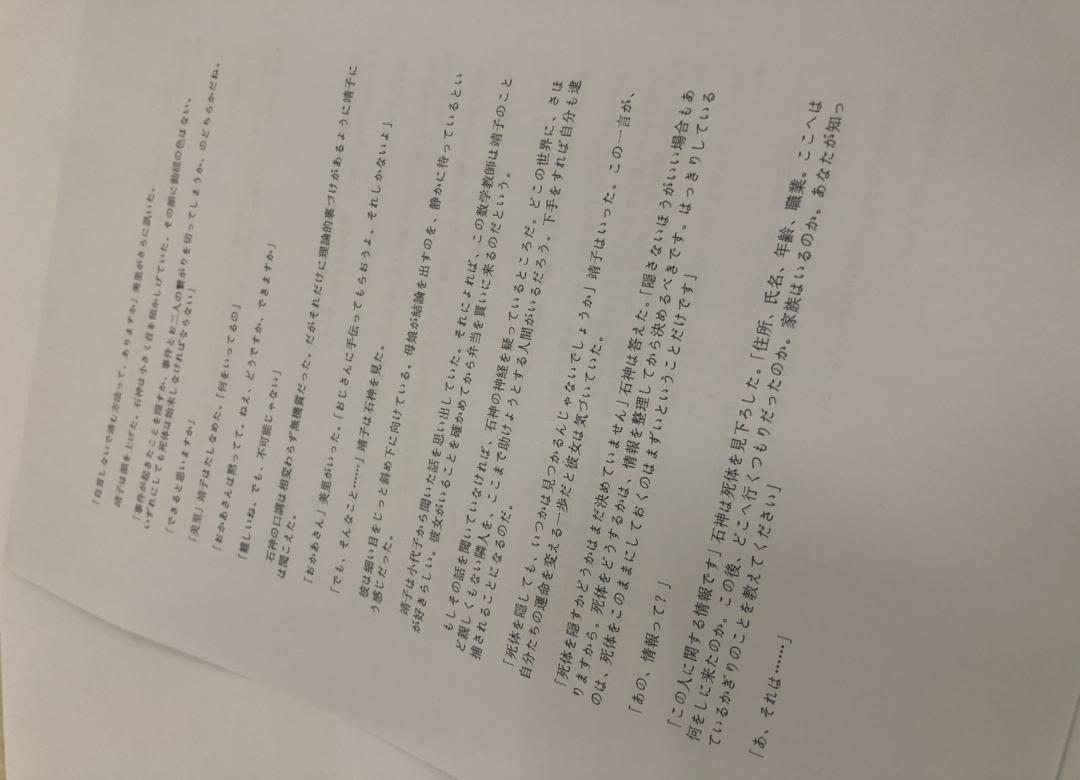 「自首しないで済む方法って、ありますか」美里がさらに訊いた。
靖子は顔を上げた。石神は小さく首を傾かしげていた。その顔に動揺の色はない。
「事件が起きたことを隠すか、事件とお二人の繋がりを切ってしまうか、のどちらかだね。
いずれにしても死体は始末しなければならない」
「できると思いますか」
「美里」靖子はたしなめた。「何をいってるの」
「おかあさんは黙ってて。ねえ、どうですか、できますか」
「難しいね。でも、不可能じゃない」
石神の口調は相変わらず無機質だった。だがそれだけに理論的裏づけがあるように靖子に
は聞こえた。
「おかあさん」美里がいった。「おじさんに手伝ってもらおうよ。それしかないよ」
「でも、そんなこと……」靖子は石神を見た。
彼は細い目をじっと斜め下に向けている。母娘が結論を出すのを、静かに待っているとい
う感じだった。
靖子は小代子から聞いた話を思い出していた。それによれば、この数学教師は靖子のこと
が好きらしい。彼女がいることを確かめてから弁当を買いに来るのだという。
もしその話を聞いていなければ、石神の神経を疑っているところだ。どこの世界に、さほ
ど親しくもない隣人を、ここまで助けようとする人間がいるだろう。下手をすれば自分も逮
捕されることになるのだ。
「死体を隠しても、いつかは見つかるんじゃないでしょうか」靖子はいった。この一言が、
自分たちの運命を変える一歩だと彼女は気づいていた。
「死体を隠すかどうかはまだ決めていません」石神は答えた。「隠さないほうがいい場合もあ
りますから。死体をどうするかは、情報を整理してから決めるべきです。はっきりしている
のは、死体をこのままにしておくのはまずいということだけです」
「あの、情報って？」
「この人に関する情報です」石神は死体を見下ろした。「住所、氏名、年齢、職業。ここへは
何をしに来たのか。この後、どこへ行くつもりだったのか。家族はいるのか。あなたが知っ
ているかぎりのことを教えてください」
「あ、それは……」